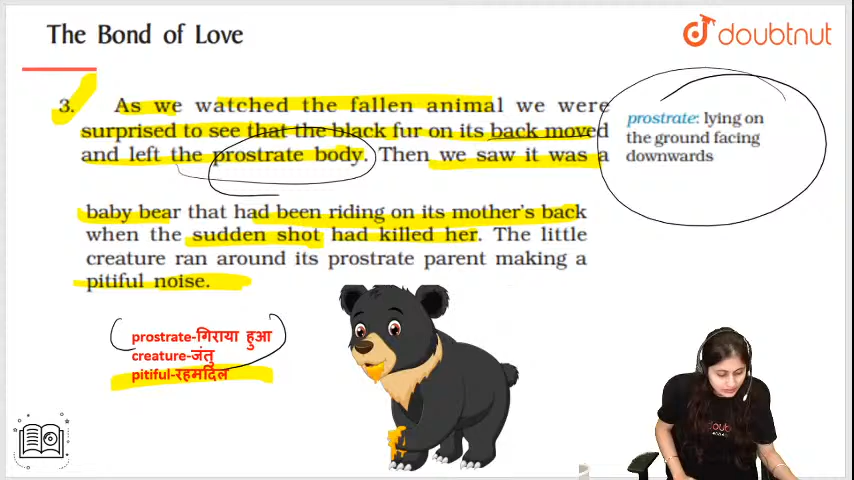 The Bond of Love
doubtnut
3. As we watched the fallen animal we were
surprised to see that the black fur on its back moved
and left the prostrate body. Then we saw it was a
prostrate: lying on
the ground facing
downwards
baby bear that had been riding on its mother's back
when the sudden shot had killed her. The little
creature ran around its prostrate parent making a
pitiful noise.
prostrate-गिराया हुआ
creature-जंतु
pitiful-रहमदिल